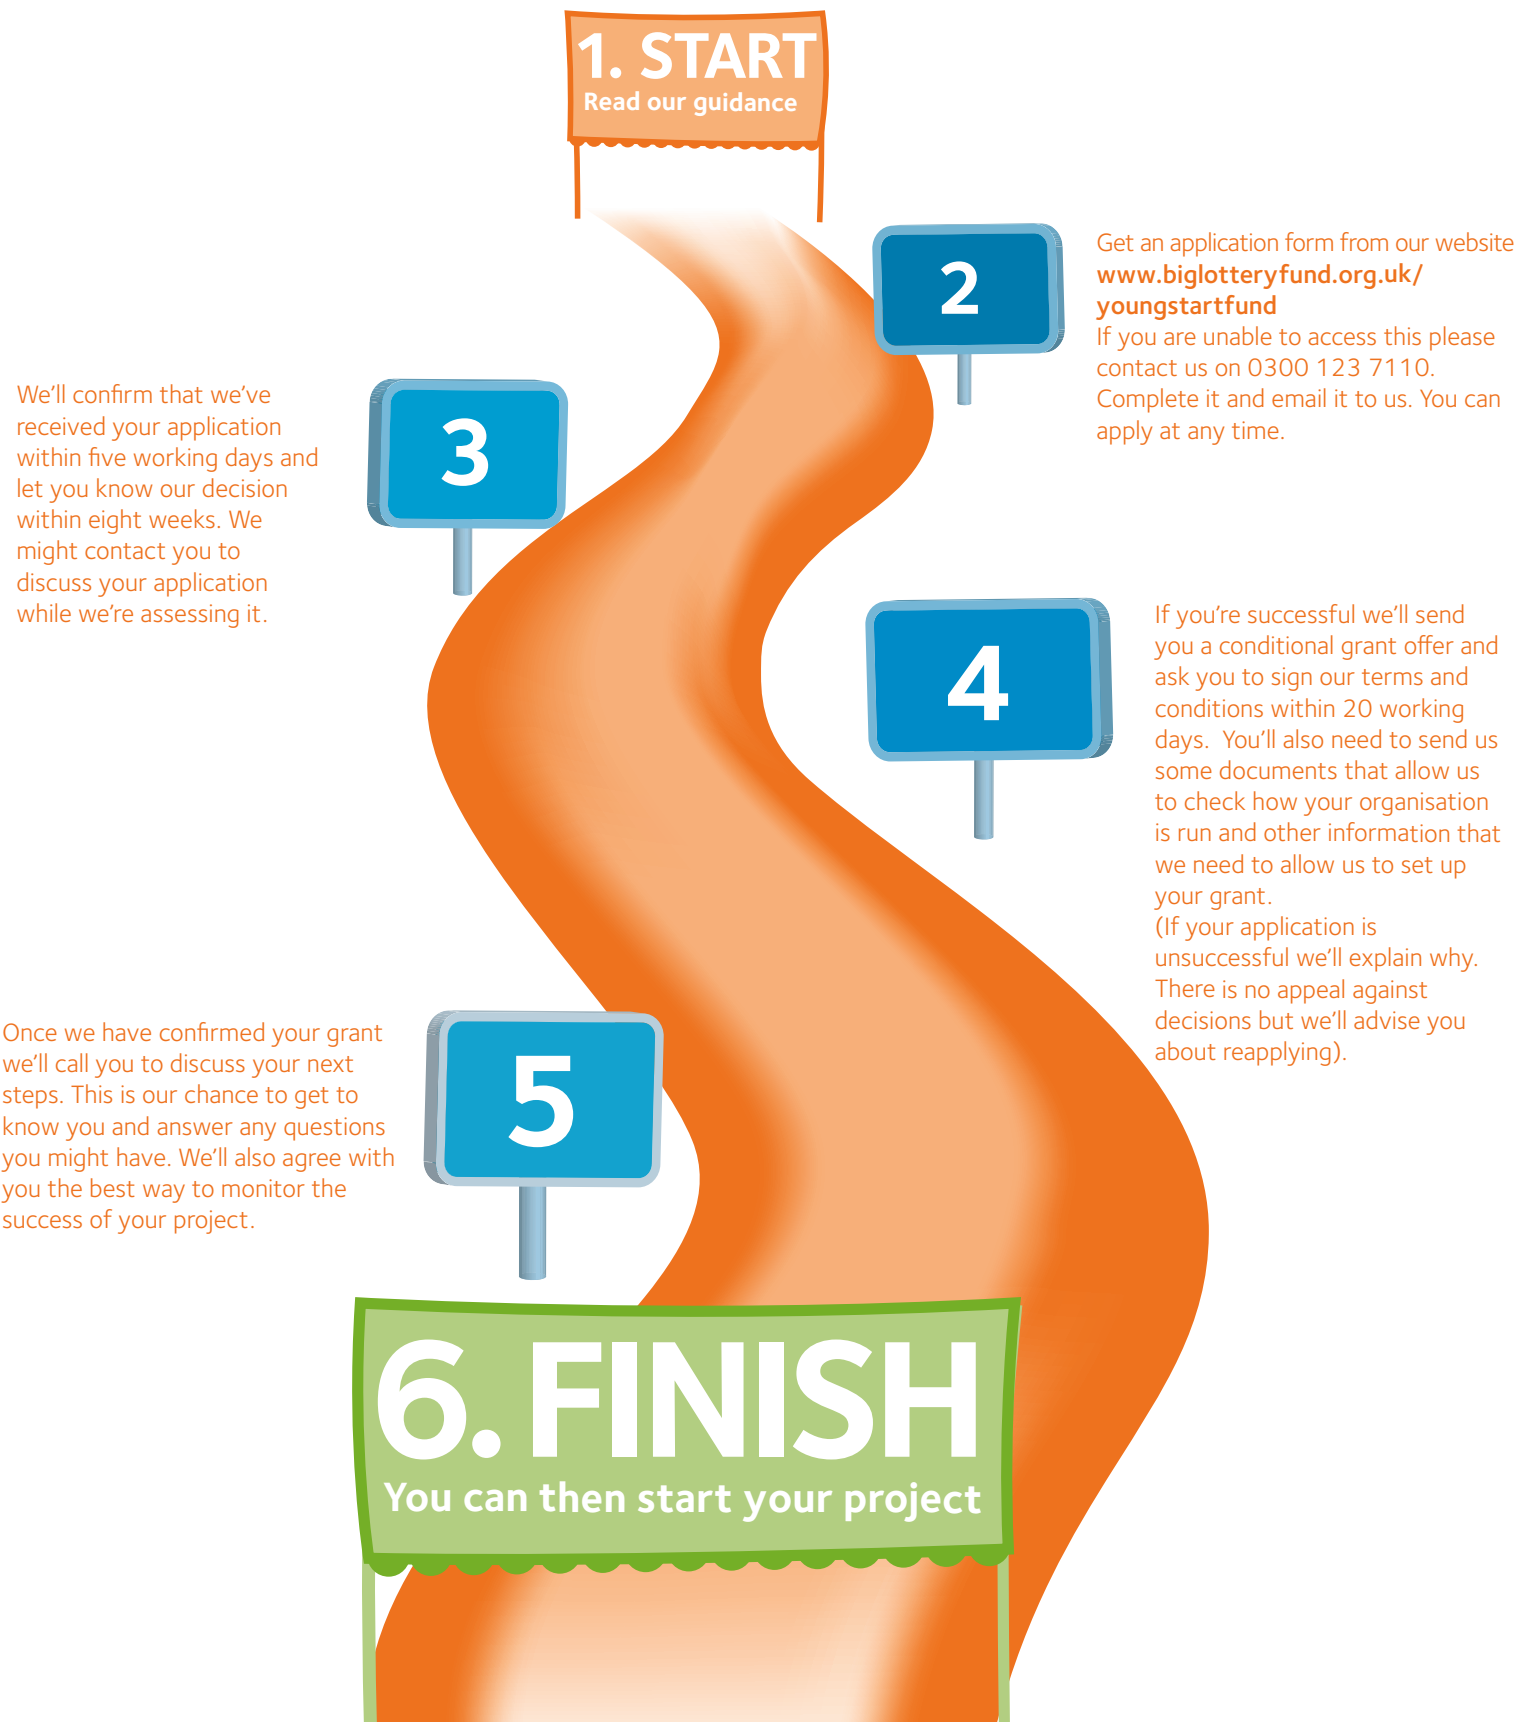 1. START
Read our guidance
2
Get an application form from our website
www.biglotteryfund.org.uk/
youngstartfund
If you are unable to access this please
contact us on 0300 123 7110.
Complete it and email it to us. You can
apply at any time.
3
We’ll confirm that we’ve
received your application
within five working days and
let you know our decision
within eight weeks. We
might contact you to
discuss your application
while we’re assessing it.
4
If you’re successful we’ll send
you a conditional grant offer and
ask you to sign our terms and
conditions within 20 working
days.  You’ll also need to send us
some documents that allow us
to check how your organisation
is run and other information that
we need to allow us to set up
your grant.
(If your application is
unsuccessful we’ll explain why.
There is no appeal against
decisions but we’ll advise you
about reapplying).
5
Once we have confirmed your grant
we’ll call you to discuss your next
steps. This is our chance to get to
know you and answer any questions
you might have. We’ll also agree with
you the best way to monitor the
success of your project.
6. FINISH
You can then start your project